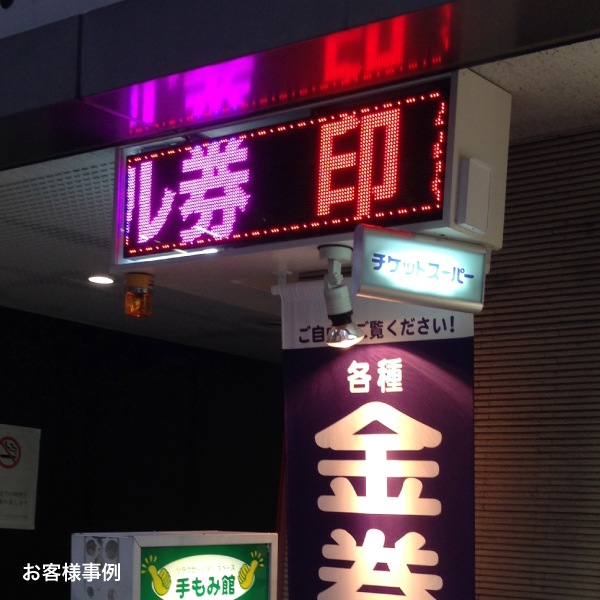 ル券 印
チケットスーパー
ご自由にご覧ください!
各種
金券
手もみ館
お客様事例